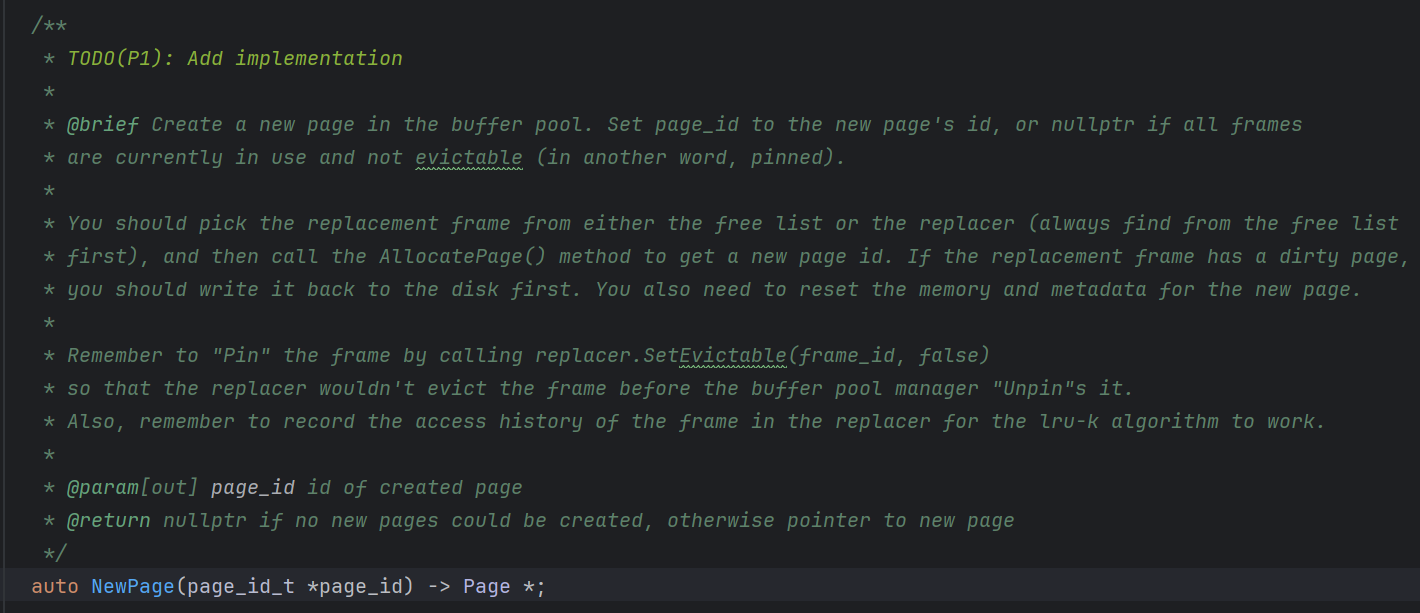 /**
* TODO(P1): Add implementation
*
* @brief Create a new page in the buffer pool. Set page_id to the new page's id, or nullptr if all frames
* are currently in use and not evictable (in another word, pinned).
*
* You should pick the replacement frame from either the free list or the replacer (always find from the free list
* first), and then call the AllocatePage() method to get a new page id. If the replacement frame has a dirty page,
* you should write it back to the disk first. You also need to reset the memory and metadata for the new page.
*
* Remember to "Pin" the frame by calling replacer.SetEvictable(frame_id, false)
* so that the replacer wouldn't evict the frame before the buffer pool manager "Unpin"s it.
* Also, remember to record the access history of the frame in the replacer for the lru-k algorithm to work.
*
* @param[out] page_id id of created page
* @return nullptr if no new pages could be created, otherwise pointer to new page
*/
auto NewPage(page_id_t *page_id) -> Page *;